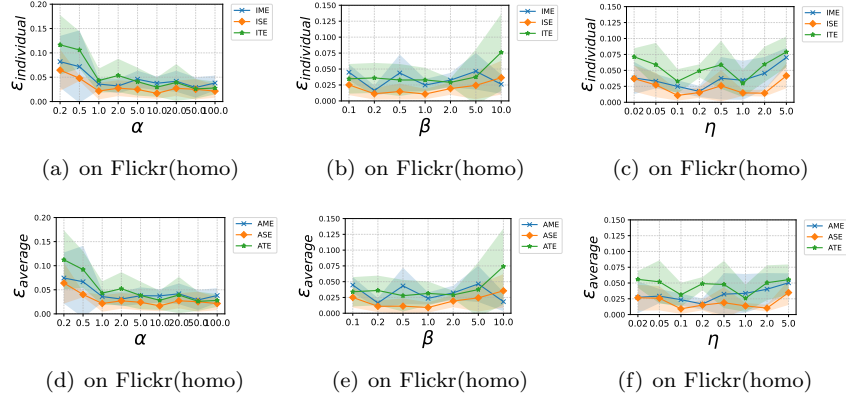 0.20
0.15
0.10
0.05
0.00
ε individual
0.2 0.5 1.0 2.0 5.0 10.0 20.0 50.0 100.0
α
IME
ISE
ITE
(a) on Flickr(homo)
0.150
0.125
0.100
0.075
0.050
0.025
0.000
ε individual
0.1 0.2 0.5 1.0 2.0 5.0 10.0
β
IME
ISE
ITE
(b) on Flickr(homo)
0.150
0.125
0.100
0.075
0.050
0.025
0.000
ε individual
0.02 0.05 0.1 0.2 0.5 1.0 2.0 5.0
η
IME
ISE
ITE
(c) on Flickr(homo)
0.20
0.15
0.10
0.05
0.00
ε average
0.2 0.5 1.0 2.0 5.0 10.0 20.0 50.0 100.0
α
AME
ASE
ATE
(d) on Flickr(homo)
0.150
0.125
0.100
0.075
0.050
0.025
0.000
ε average
0.1 0.2 0.5 1.0 2.0 5.0 10.0
β
AME
ASE
ATE
(e) on Flickr(homo)
0.150
0.125
0.100
0.075
0.050
0.025
0.000
ε average
0.02 0.05 0.1 0.2 0.5 1.0 2.0 5.0
η
AME
ASE
ATE
(f) on Flickr(homo)